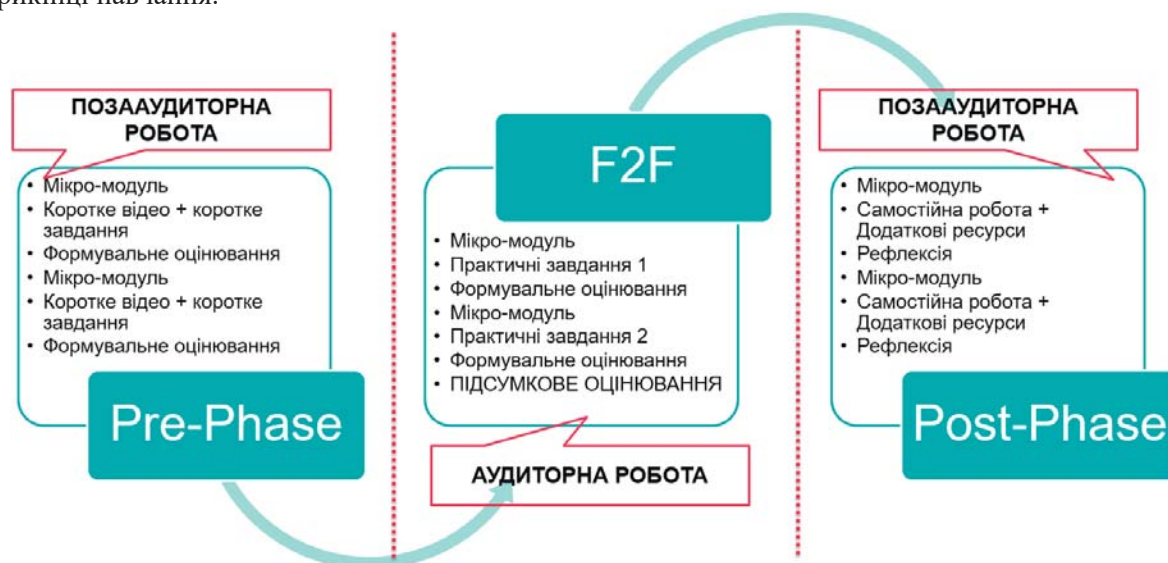 навчання.
ПОЗААУДИТОРНА
РОБОТА
• Мікро-модуль
• Коротке відео + коротке
завдання
• Формувальне оцінювання
• Мікро-модуль
• Коротке відео + коротке
завдання
• Формувальне оцінювання
Pre-Phase
F2F
• Мікро-модуль
• Практичні завдання 1
• Формувальне оцінювання
• Мікро-модуль
• Практичні завдання 2
• Формувальне оцінювання
• ПІДСУМКОВЕ ОЦІНЮВАННЯ
АУДИТОРНА РОБОТА
ПОЗААУДИТОРНА
РОБОТА
• Мікро-модуль
• Самостійна робота +
Додаткові ресурси
• Рефлексія
• Мікро-модуль
• Самостійна робота +
Додаткові ресурси
• Рефлексія
Post-Phase